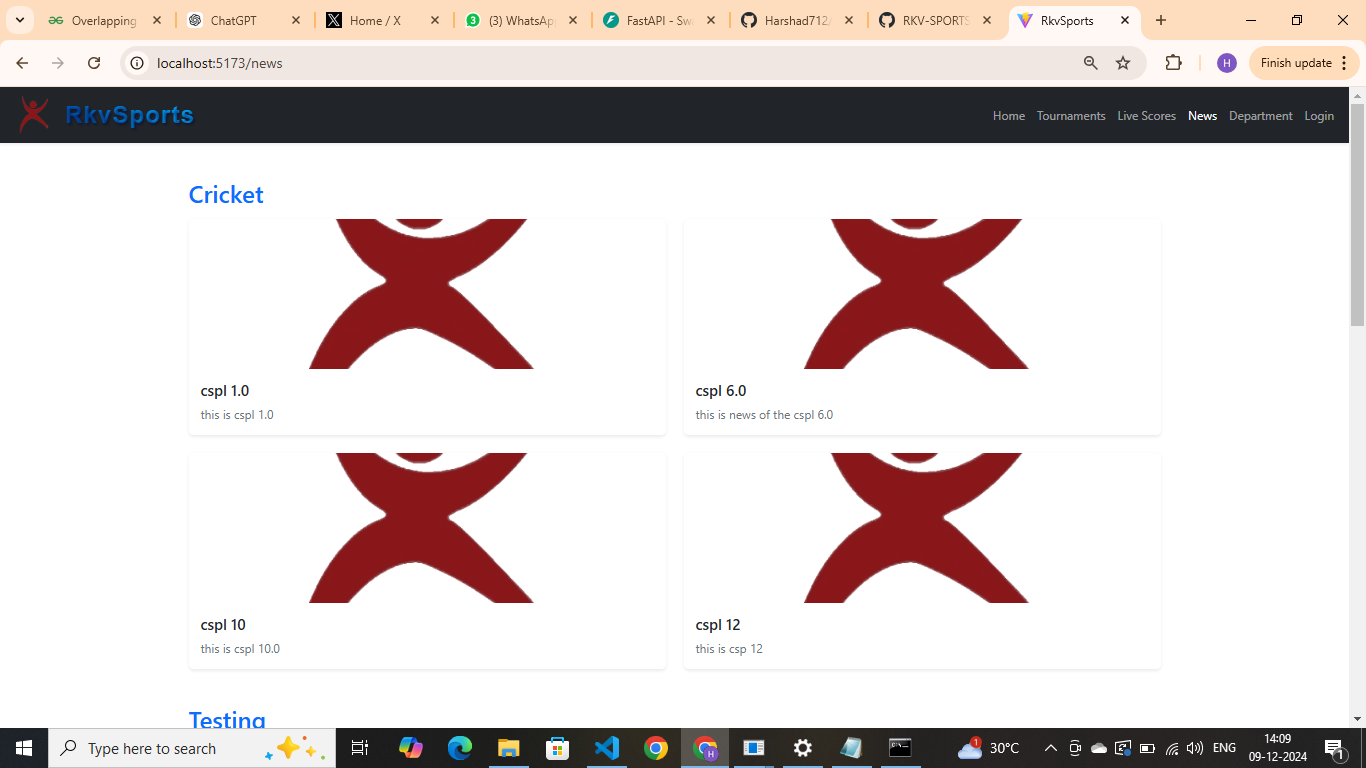 Overlapping
ChatGPT
Home / X
(3) WhatsAp
FastAPI - Swa
Harshad712/
RKV-SPORTS
RkvSports
localhost:5173/news
H
Finish update
RkvSports
Home
Tournaments
Live Scores
News
Department
Login
Cricket
cspl 1.0
this is cspl 1.0
cspl 6.0
this is news of the cspl 6.0
cspl 10
this is cspl 10.0
cspl 12
this is csp 12
Testing
Type here to search
30°C
ENG
14:09
09-12-2024